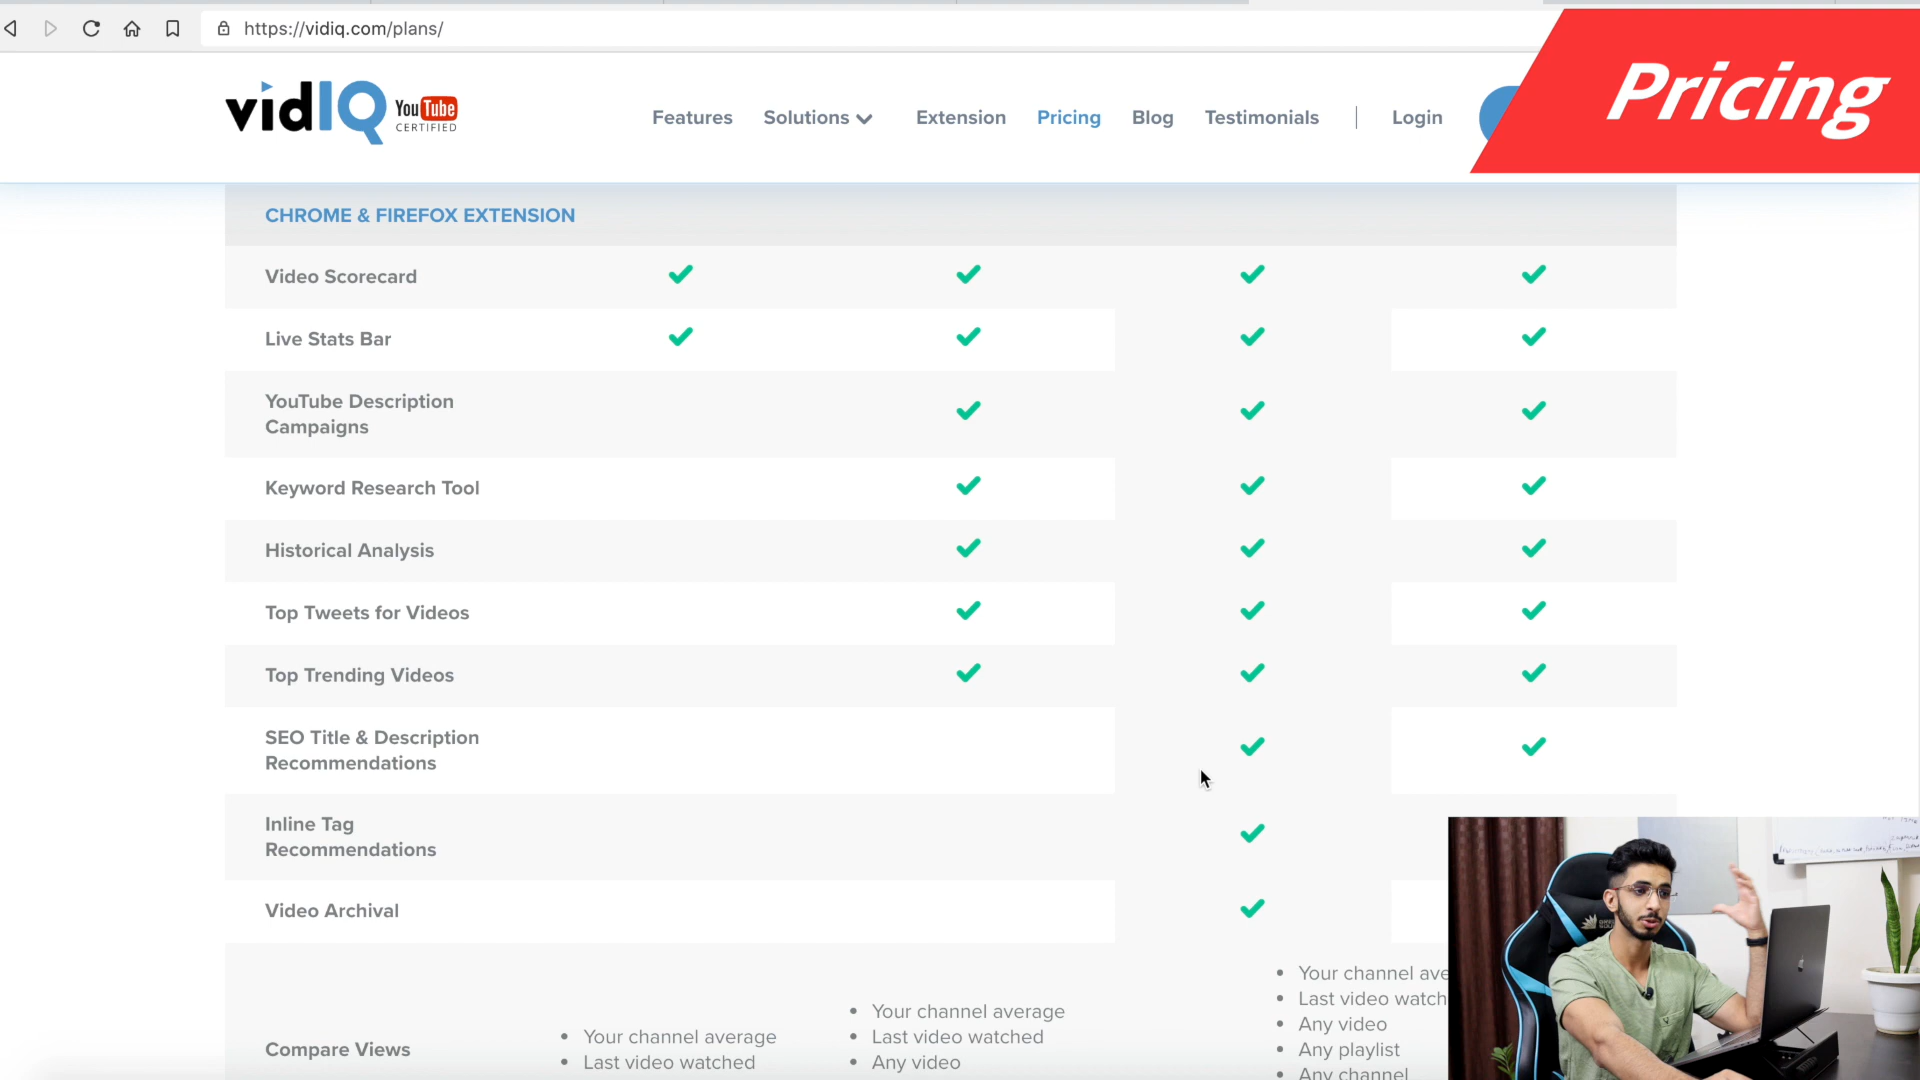 https://vidiq.com/plans/
Pricing
vidIQ YouTube CERTIFIED
Features Solutions Extension Pricing Blog Testimonials Login
CHROME & FIREFOX EXTENSION
Video Scorecard
Live Stats Bar
YouTube Description
Campaigns
Keyword Research Tool
Historical Analysis
Top Tweets for Videos
Top Trending Videos
SEO Title & Description
Recommendations
Inline Tag
Recommendations
Video Archival
Compare Views
• Your channel average
• Last video watched
• Your channel average
• Last video watched
• Any video
• Your channel ave
• Last video watch
• Any video
• Any playlist
• Any channel